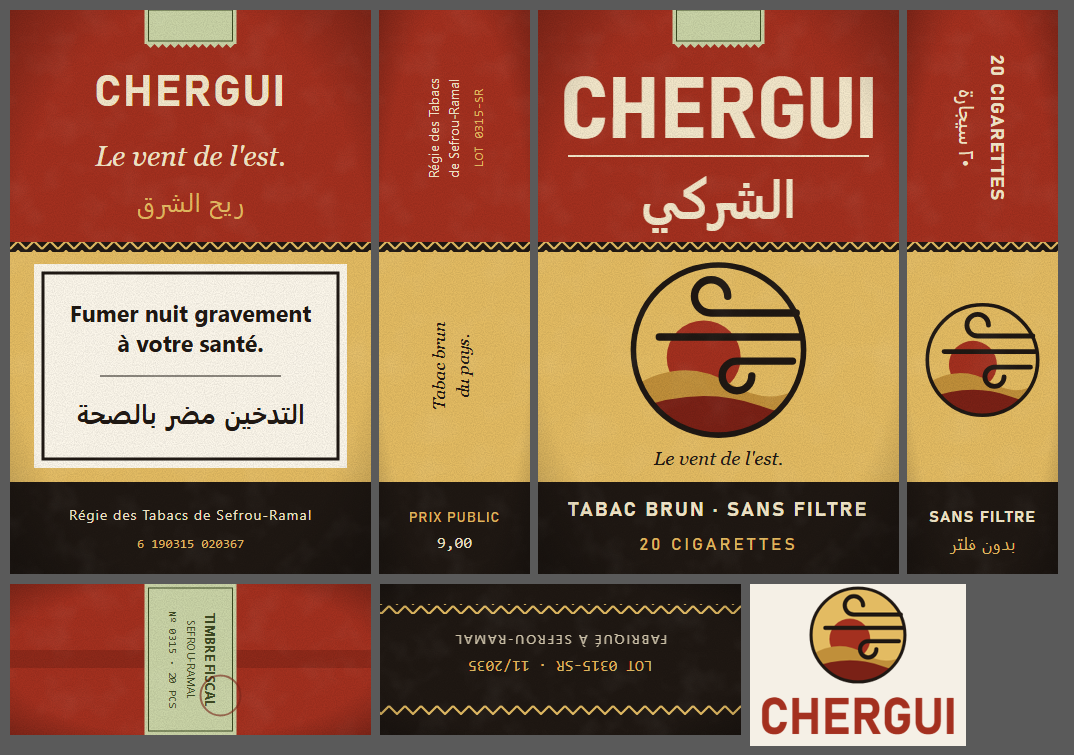 CHERGUI
Le vent de l'est.
ريح الشرق
Fumer nuit gravement
à votre santé.
التدخين مضر بالصحة
Régie des Tabacs de Sefrou-Ramal
6 190315 020367
Régie des Tabacs
de Sefrou-Ramal
LOT 0315-SR
Tabac brun
du pays.
PRIX PUBLIC
9,00
CHERGUI
الشركي
Le vent de l'est.
TABAC BRUN · SANS FILTRE
20 CIGARETTES
20 CIGARETTES
٢٠ سيجارة
SANS FILTRE
بدون فلتر
TIMBRE FISCAL
SEFROU-RAMAL
Nº 0315 · 20 PCS
LOT 0315-SR · 11/2035
FABRIQUÉ À SEFROU-RAMAL
CHERGUI